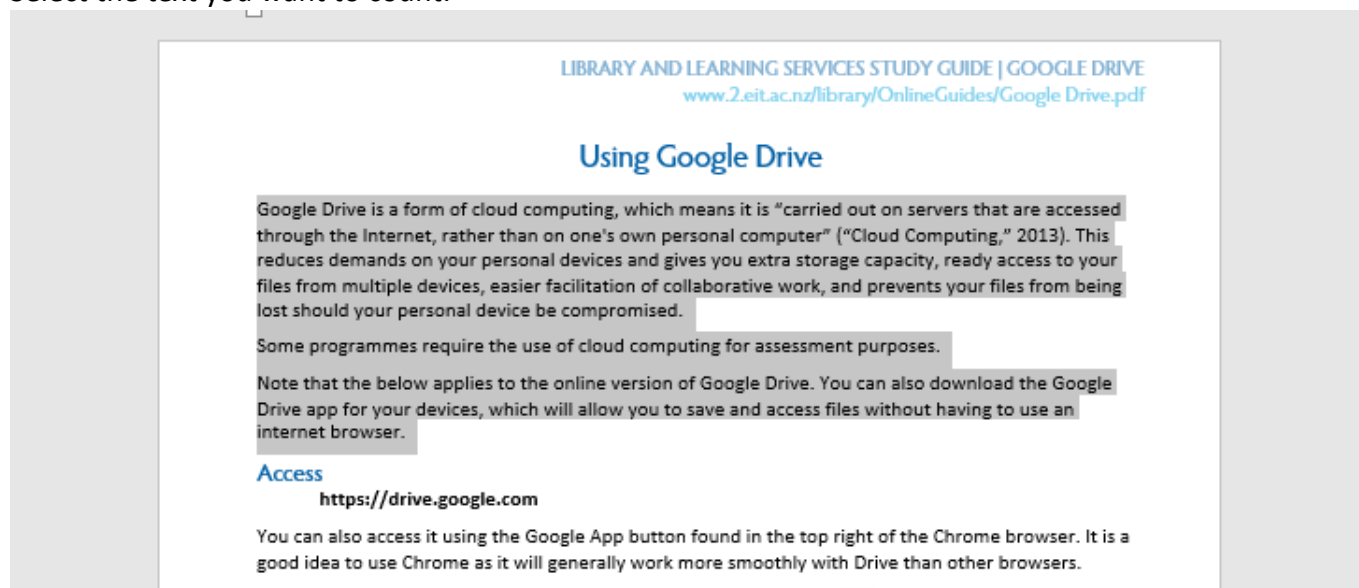 Select the text you want to count.
LIBRARY AND LEARNING SERVICES STUDY GUIDE | GOOGLE DRIVE
www.2.eit.ac.nz/library/OnlineGuides/Google Drive.pdf
Using Google Drive
Google Drive is a form of cloud computing, which means it is “carried out on servers that are accessed
through the Internet, rather than on one's own personal computer” (“Cloud Computing,” 2013). This
reduces demands on your personal devices and gives you extra storage capacity, ready access to your
files from multiple devices, easier facilitation of collaborative work, and prevents your files from being
lost should your personal device be compromised.
Some programmes require the use of cloud computing for assessment purposes.
Note that the below applies to the online version of Google Drive. You can also download the Google
Drive app for your devices, which will allow you to save and access files without having to use an
internet browser.
Access
https://drive.google.com
You can also access it using the Google App button found in the top right of the Chrome browser. It is a
good idea to use Chrome as it will generally work more smoothly with Drive than other browsers.